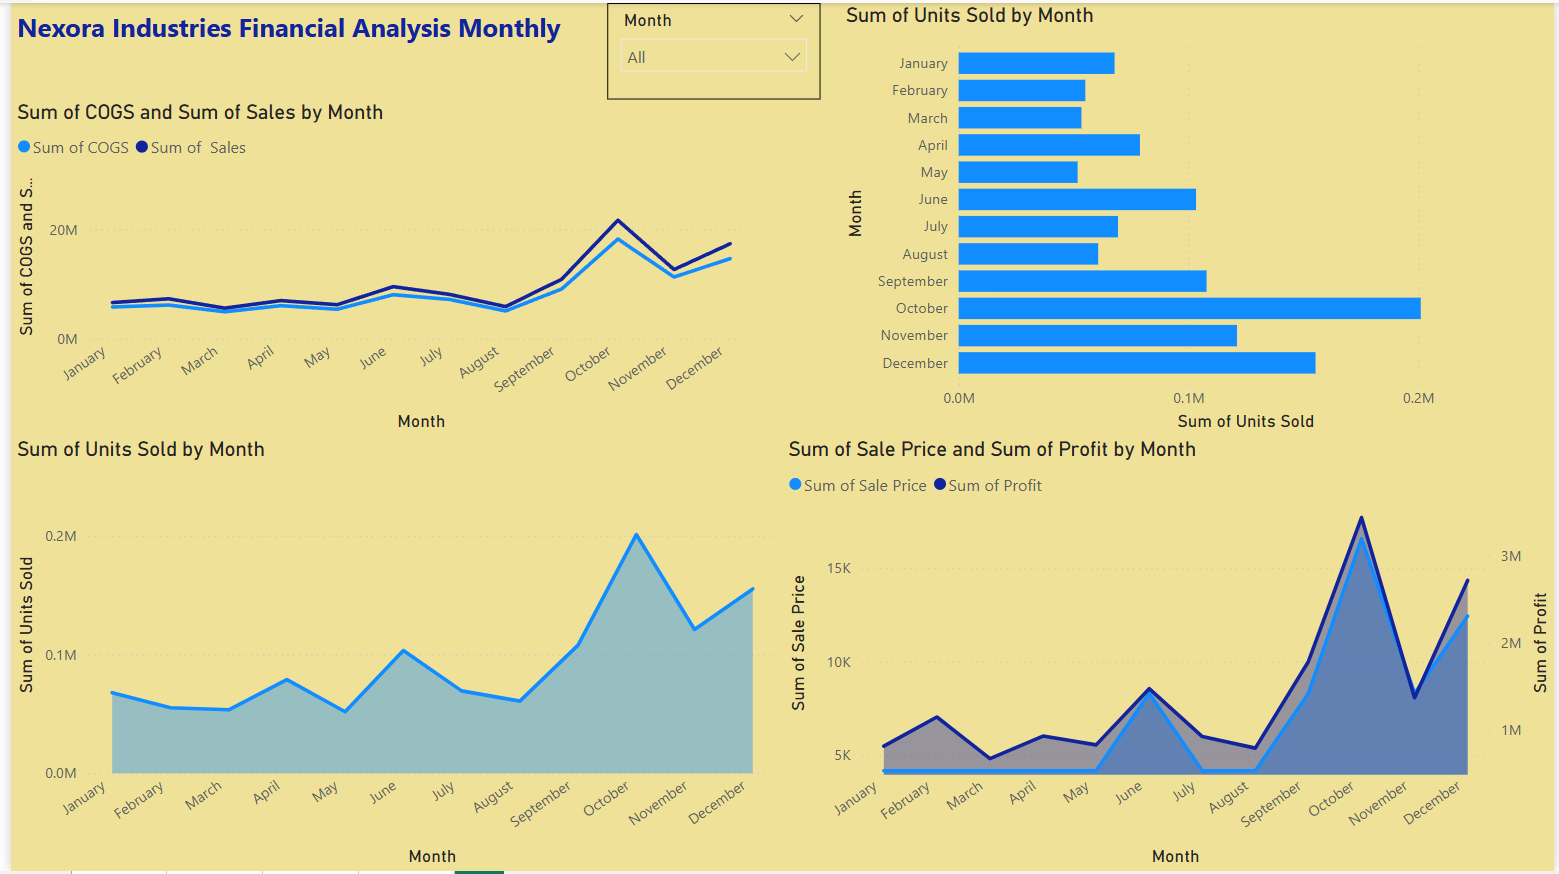 Nexora Industries Financial Analysis Monthly
Month
All
Sum of COGS and Sum of Sales by Month
Sum of COGS Sum of  Sales
Sum of COGS and S...
20M
0M
January February March April May June July August September October November December
Month
Sum of Units Sold by Month
Month
January
February
March
April
May
June
July
August
September
October
November
December
0.0M 0.1M 0.2M
Sum of Units Sold
Sum of Units Sold by Month
Sum of Units Sold
0.2M
0.1M
0.0M
January February March April May June July August September October November December
Month
Sum of Sale Price and Sum of Profit by Month
Sum of Sale Price Sum of Profit
Sum of Sale Price
15K
10K
5K
3M
2M
1M
Sum of Profit
January February March April May June July August September October November December
Month